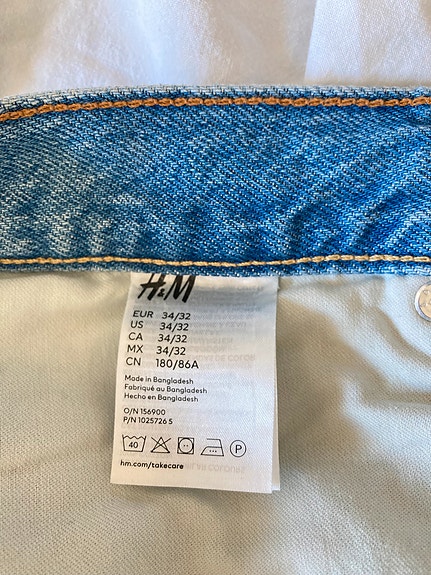 H&M
EUR 34/32
US 34/32
CA 34/32
MX 34/32
CN 180/86A
Made in Bangladesh
Fabriqué au Bangladesh
Hecho en Bangladesh
O/N 156900
P/N 1025726 S
40 P
hm.com/takecare